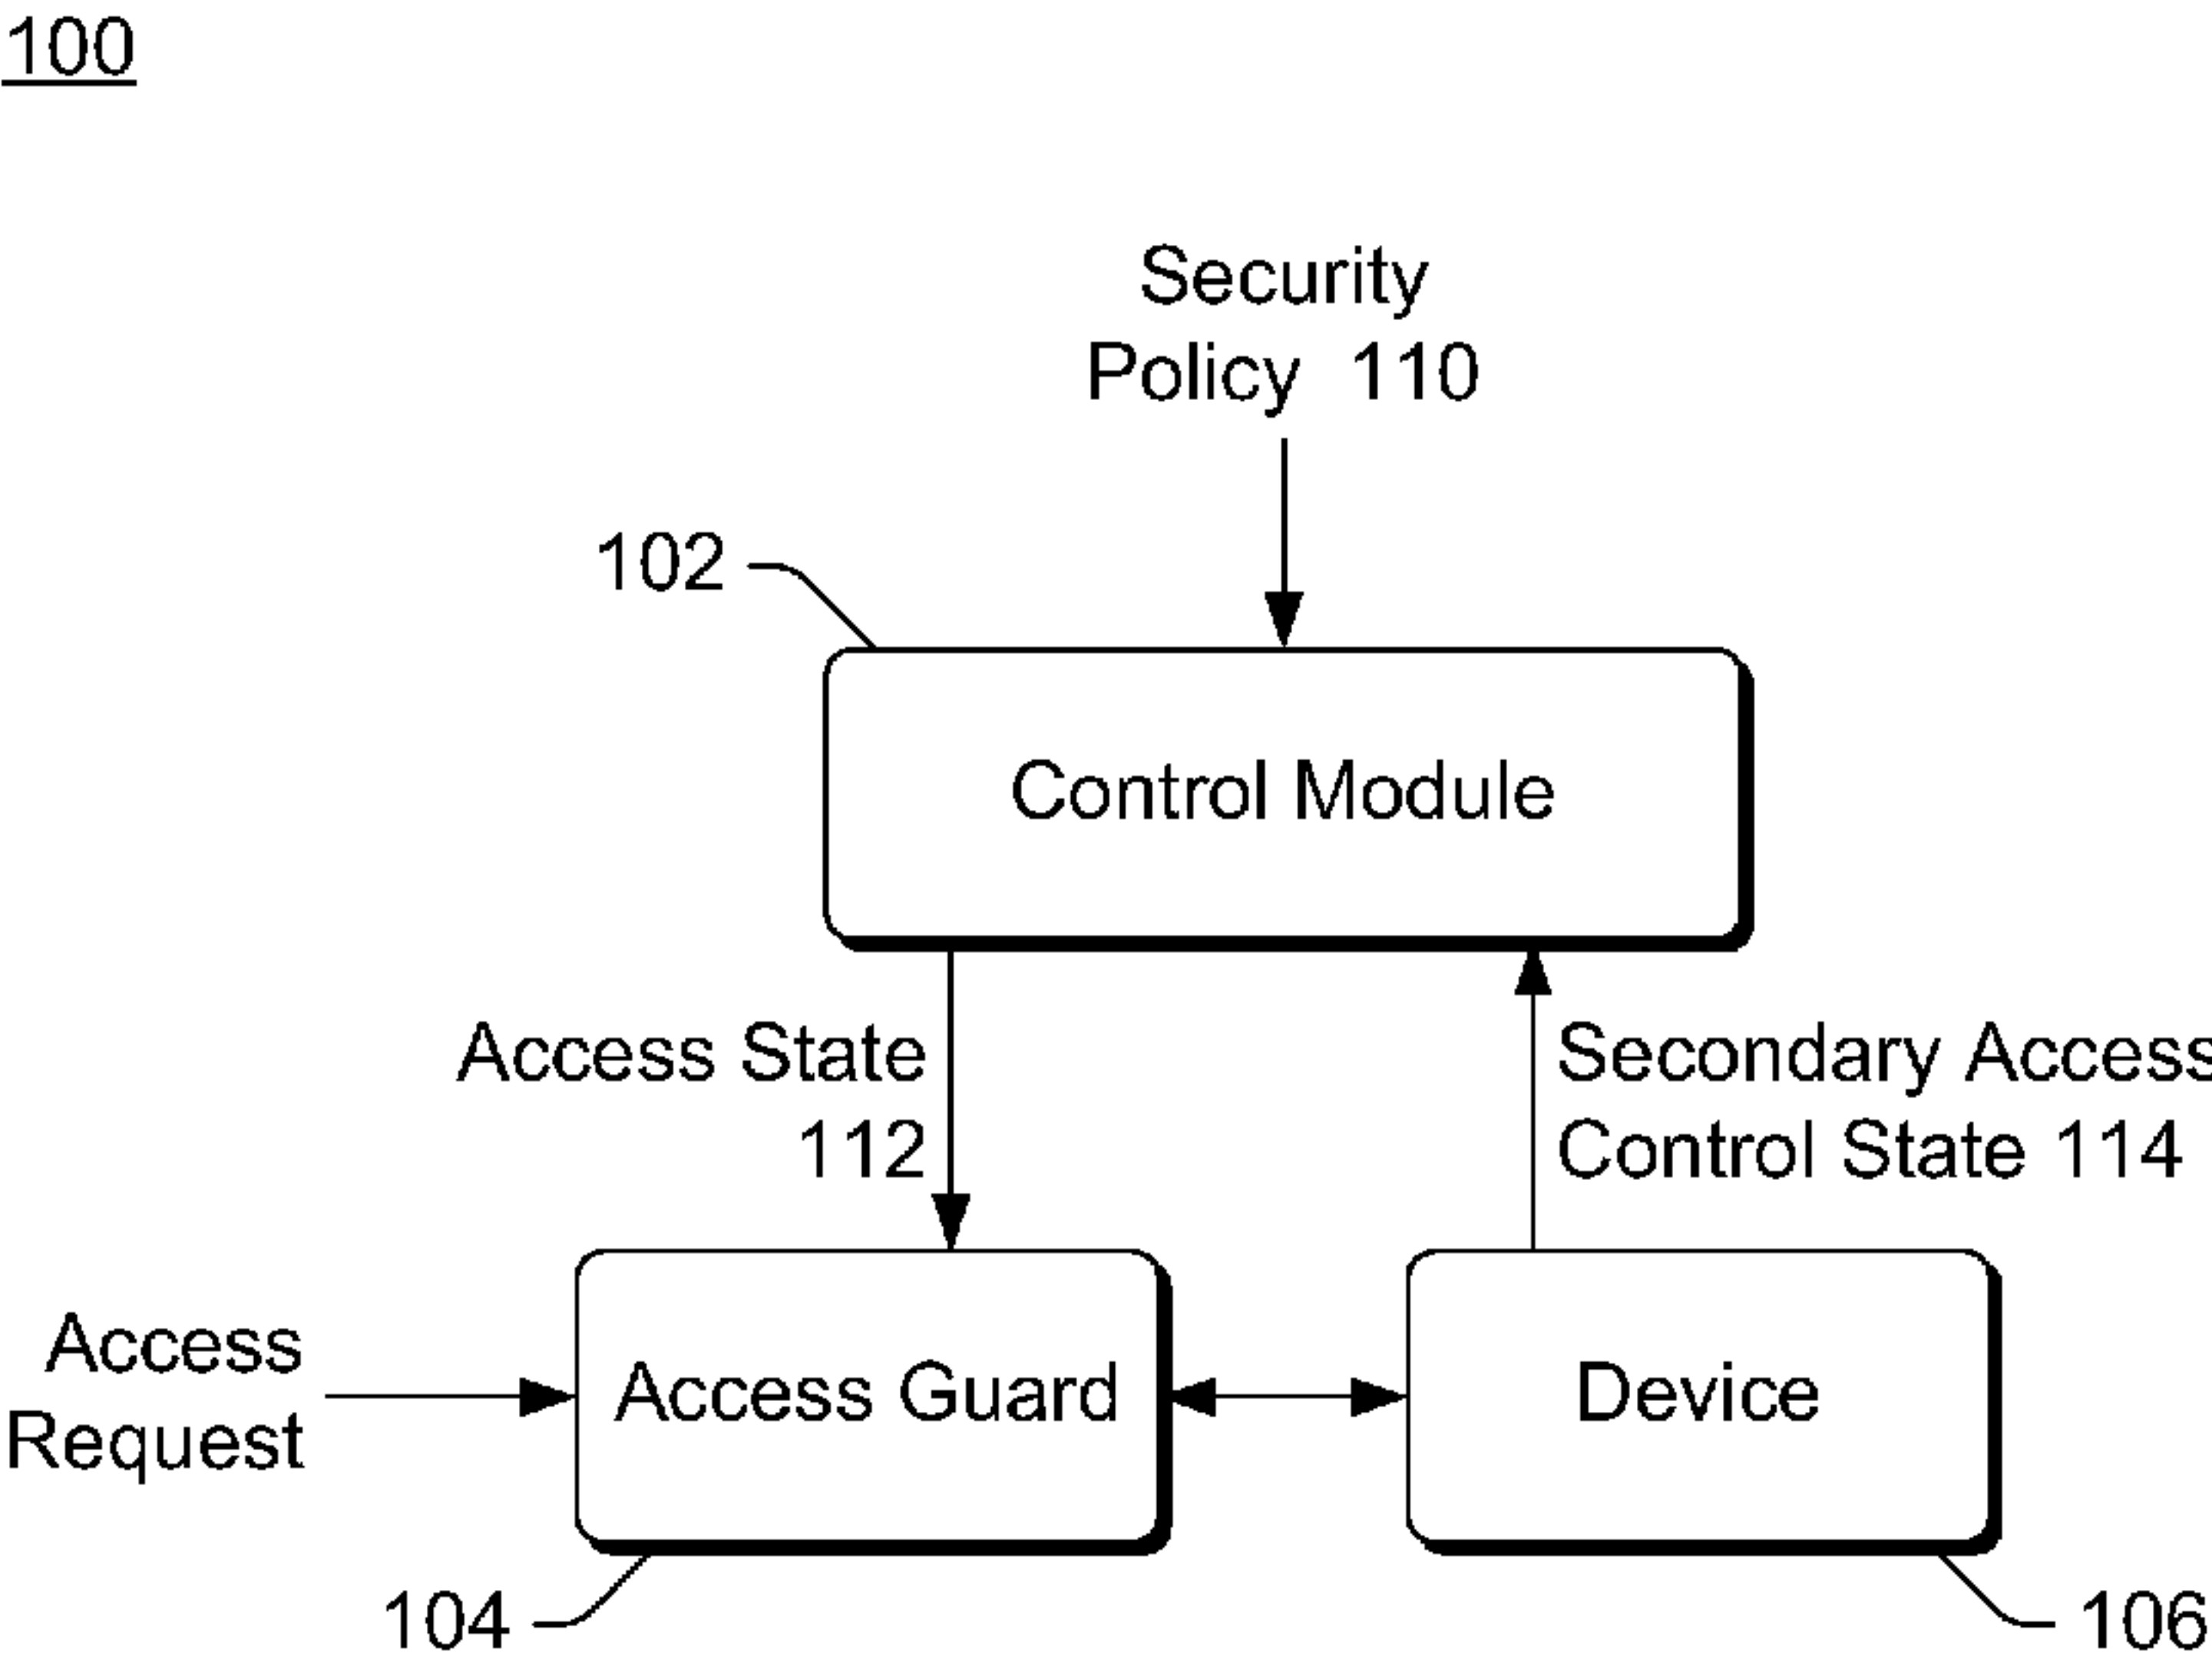 100
Security
Policy 110
102
Control Module
Access State
112
Secondary Access
Control State 114
Access
Request
Access Guard
Device
104
106